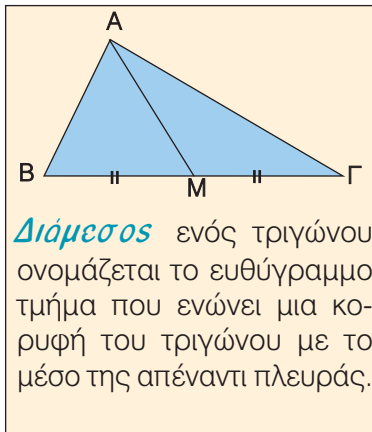 Α
Β
Μ
Γ
Διάμεσος ενός τριγώνου
ονομάζεται το ευθύγραμμο
τμήμα που ενώνει μια κο-
ρυφή του τριγώνου με το
μέσο της απέναντι πλευράς.